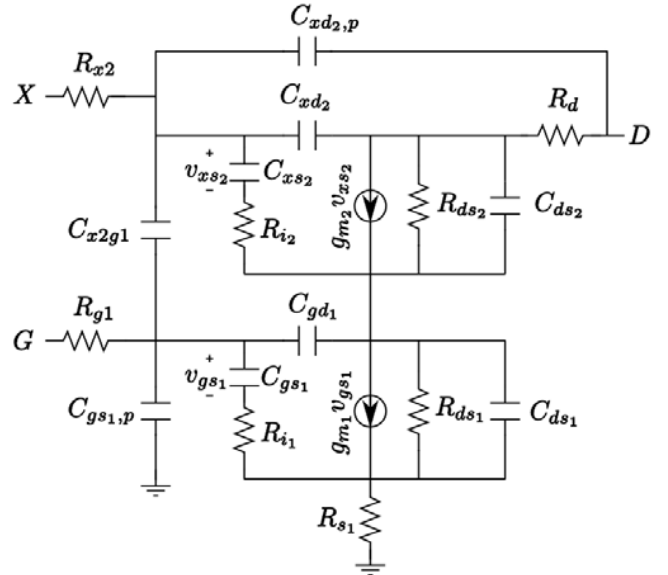 C_{xd_2,p}
R_{x2}
X
C_{xd_2}
R_d
D
+
v_{xs_2}
-
C_{xs_2}
R_{i_2}
g_{m_2}v_{xs_2}
R_{ds_2}
C_{ds_2}
C_{x2g1}
R_{g1}
G
C_{gd_1}
+
v_{gs_1}
-
C_{gs_1}
R_{i_1}
g_{m_1}v_{gs_1}
R_{ds_1}
C_{ds_1}
C_{gs_1,p}
R_{s_1}